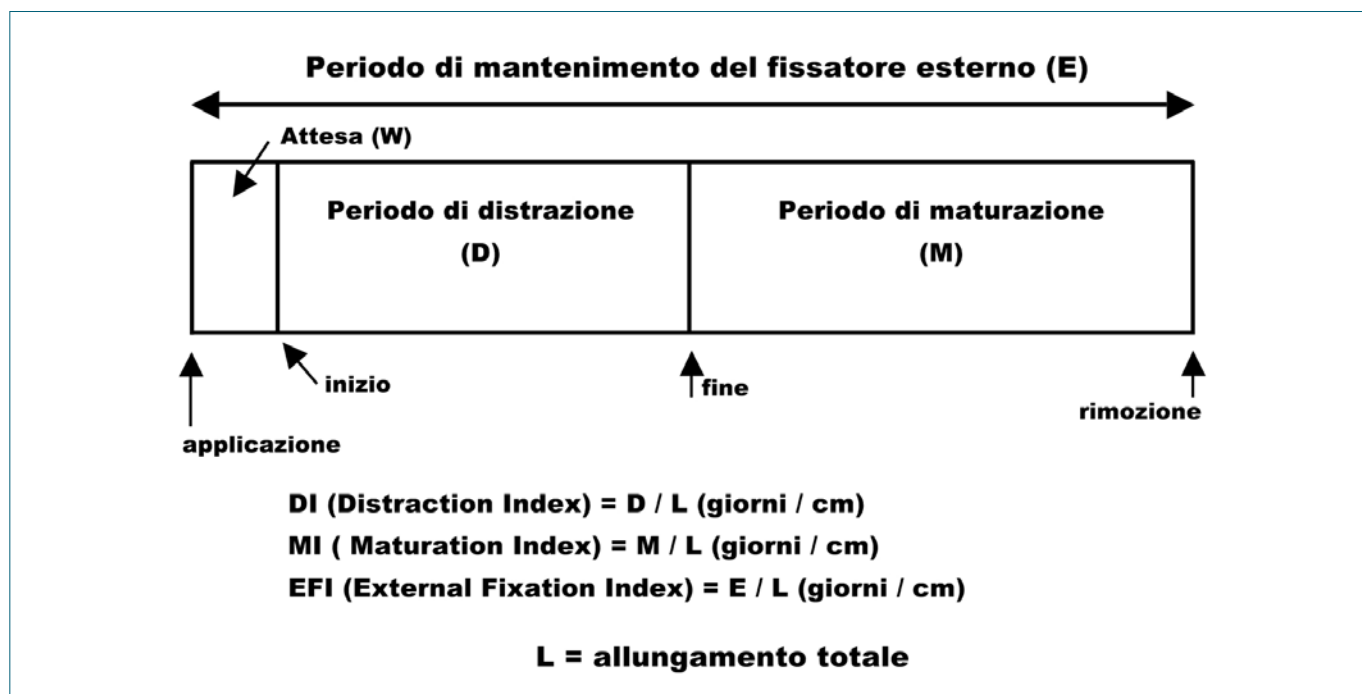 Periodo di mantenimento del fissatore esterno (E)
Attesa (W)
Periodo di distrazione
(D)
Periodo di maturazione
(M)
inizio
fine
rimozione
applicazione
DI (Distraction Index) = D / L (giorni / cm)
MI ( Maturation Index) = M / L (giorni / cm)
EFI (External Fixation Index) = E / L (giorni / cm)
L = allungamento totale